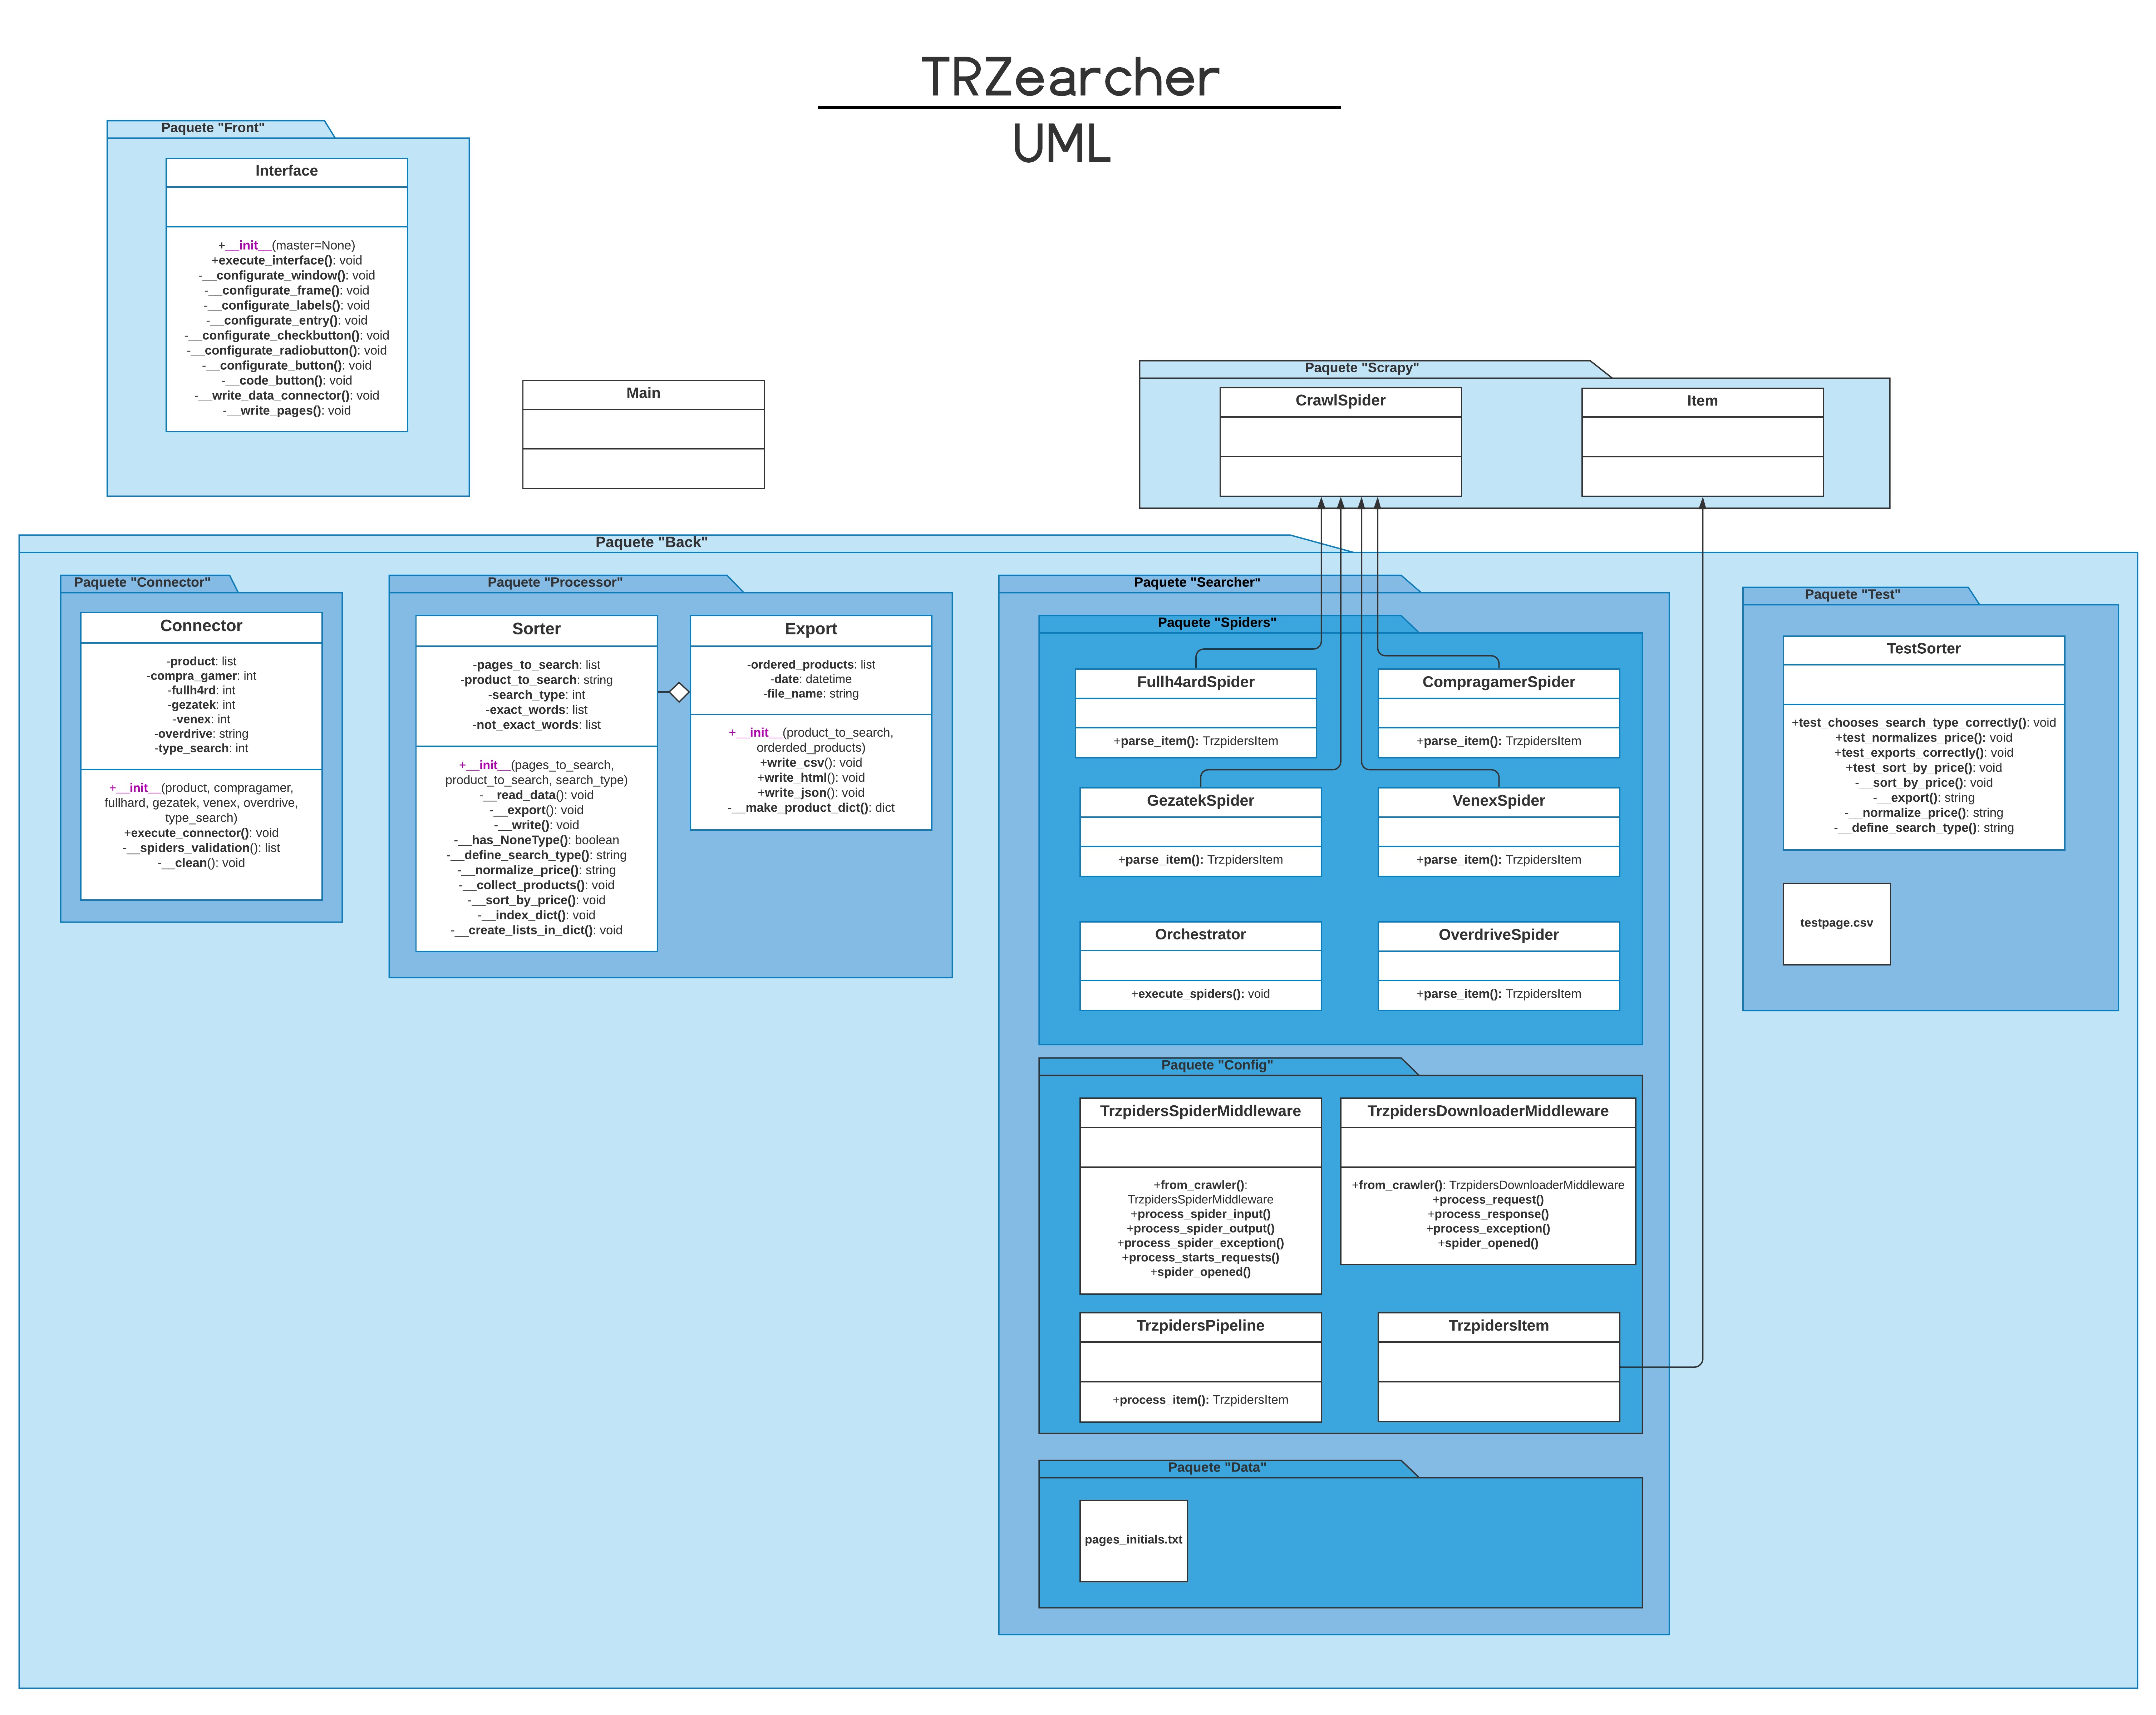 TRZearcher
UML
Paquete "Front"
Interface
+__init__(master=None)
+execute_interface(): void
-__configurate_window(): void
-__configurate_frame(): void
-__configurate_labels(): void
-__configurate_entry(): void
-__configurate_checkbutton(): void
-__configurate_radiobutton(): void
-__configurate_button(): void
-__code_button(): void
-__write_data_connector(): void
-__write_pages(): void
Main
Paquete "Scrapy"
CrawlSpider
Item
Paquete "Back"
Paquete "Connector"
Connector
-product: list
-compra_gamer: int
-fullh4rd: int
-gezatek: int
-venex: int
-overdrive: string
-type_search: int
+__init__(product, compragamer,
fullhard, gezatek, venex, overdrive,
type_search)
+execute_connector(): void
-__spiders_validation(): list
-__clean(): void
Paquete "Processor"
Sorter
-pages_to_search: list
-product_to_search: string
-search_type: int
-exact_words: list
-not_exact_words: list
+__init__(pages_to_search,
product_to_search, search_type)
-__read_data(): void
-__export(): void
-__write(): void
-__has_NoneType(): boolean
-__define_search_type(): string
-__normalize_price(): string
-__collect_products(): void
-__sort_by_price(): void
-__index_dict(): void
-__create_lists_in_dict(): void
Export
-ordered_products: list
-date: datetime
-file_name: string
+__init__(product_to_search,
orderded_products)
+write_csv(): void
+write_html(): void
+write_json(): void
-__make_product_dict(): dict
Paquete "Searcher"
Paquete "Spiders"
Fullh4ardSpider
+parse_item(): TrzpidersItem
CompragamerSpider
+parse_item(): TrzpidersItem
GezatekSpider
+parse_item(): TrzpidersItem
VenexSpider
+parse_item(): TrzpidersItem
Orchestrator
+execute_spiders(): void
OverdriveSpider
+parse_item(): TrzpidersItem
Paquete "Config"
TrzpidersSpiderMiddleware
+from_crawler():
TrzpidersSpiderMiddleware
+process_spider_input()
+process_spider_output()
+process_spider_exception()
+process_starts_requests()
+spider_opened()
TrzpidersDownloaderMiddleware
+from_crawler(): TrzpidersDownloaderMiddleware
+process_request()
+process_response()
+process_exception()
+spider_opened()
TrzpidersPipeline
+process_item(): TrzpidersItem
TrzpidersItem
Paquete "Data"
pages_initials.txt
Paquete "Test"
TestSorter
+test_chooses_search_type_correctly(): void
+test_normalizes_price(): void
+test_exports_correctly(): void
+test_sort_by_price(): void
-__sort_by_price(): void
-__export(): string
-__normalize_price(): string
-__define_search_type(): string
testpage.csv